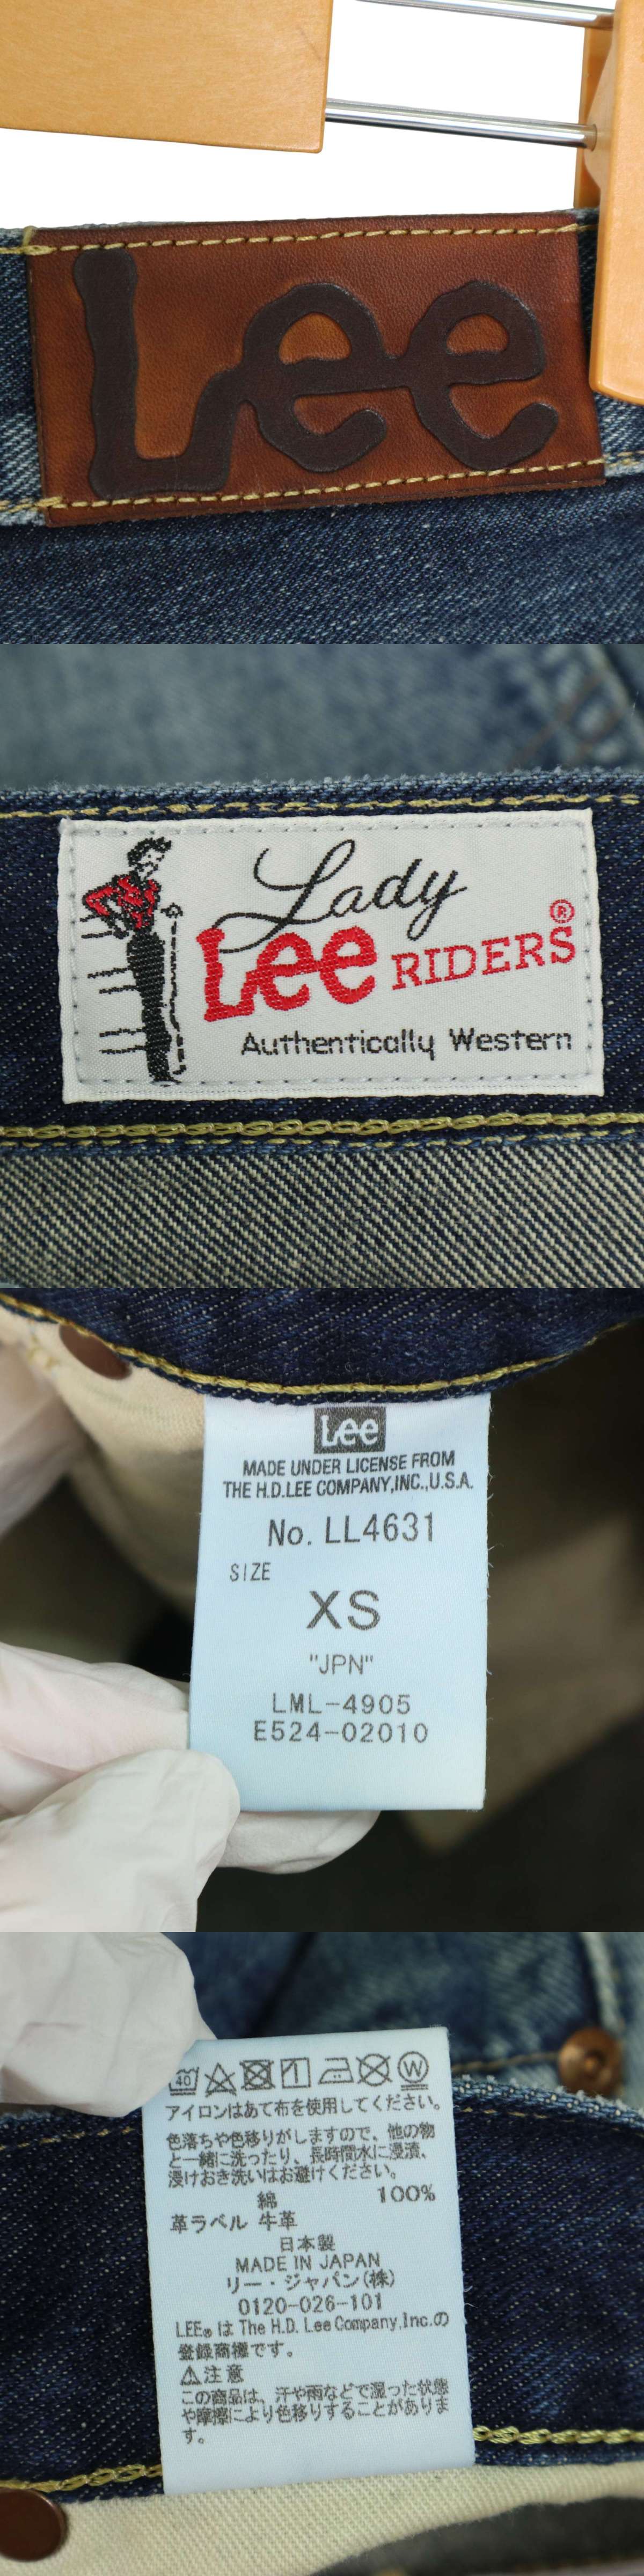 Lee
Lady
Lee RIDERS®
Authentically Western
Lee
MADE UNDER LICENSE FROM
THE H.D.LEE COMPANY,INC.,U.S.A.
No. LL4631
SIZE
XS
"JPN"
LML-4905
E524-02010
40 W
アイロンはあて布を使用してください。
色落ちや色移りがしますので、他の物
と一緒に洗ったり、長時間水に浸漬、
浸けおき洗いはお避けください。
綿 100%
革ラベル 牛革
日本製
MADE IN JAPAN
リー・ジャパン(株)
0120-026-101
LEE® は The H.D. Lee Company,Inc.の
登録商標です。
⚠注意
この商品は、汗や雨などで湿った状態
や摩擦により色移りすることがありま
す。